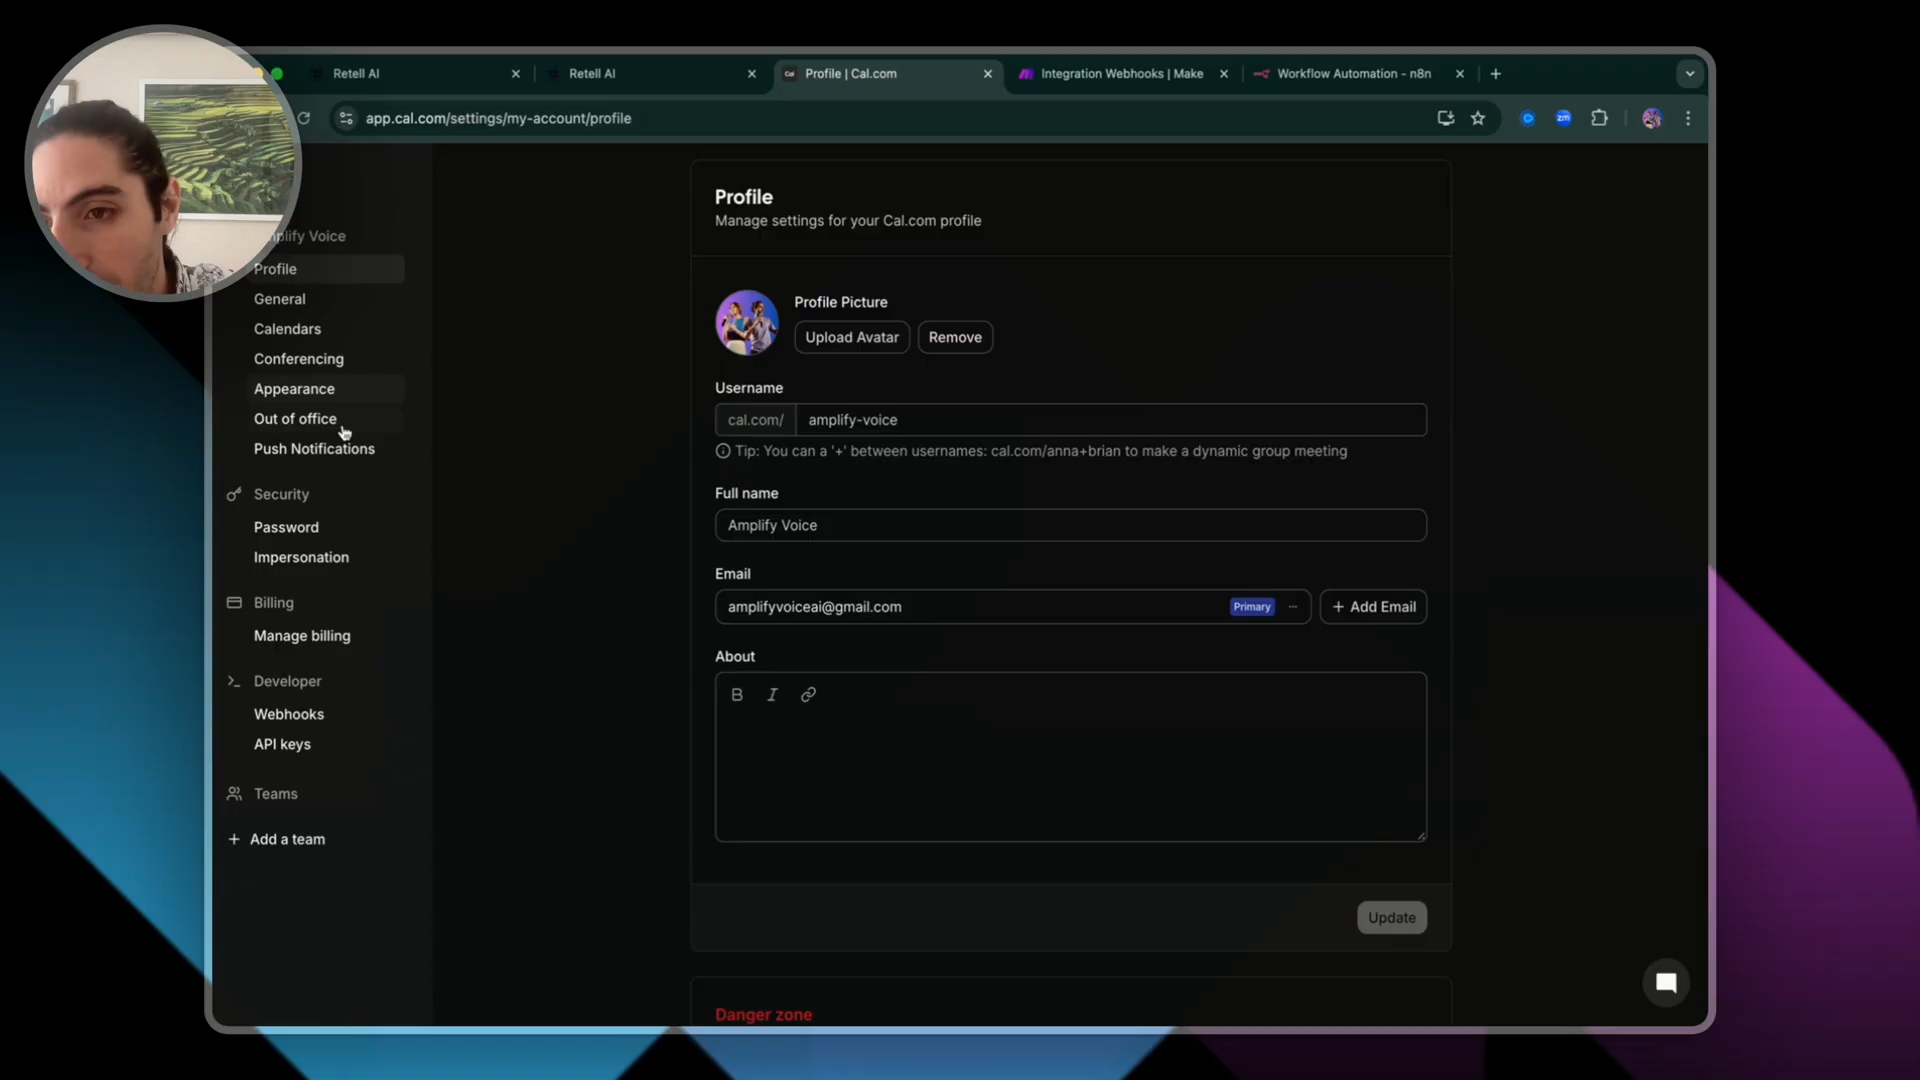 Retell AI
Retell AI
Cal Profile | Cal.com
Integration Webhooks | Make
Workflow Automation - n8n
app.cal.com/settings/my-account/profile
zm
Profile
Manage settings for your Cal.com profile
plify Voice
Profile
General
Calendars
Conferencing
Appearance
Out of office
Push Notifications
Security
Password
Impersonation
Billing
Manage billing
Developer
Webhooks
API keys
Teams
+ Add a team
Profile Picture
Upload Avatar
Remove
Username
cal.com/
amplify-voice
Tip: You can a '+' between usernames: cal.com/anna+brian to make a dynamic group meeting
Full name
Amplify Voice
Email
amplifyvoiceai@gmail.com
Primary
+ Add Email
About
B I
Update
Danger zone